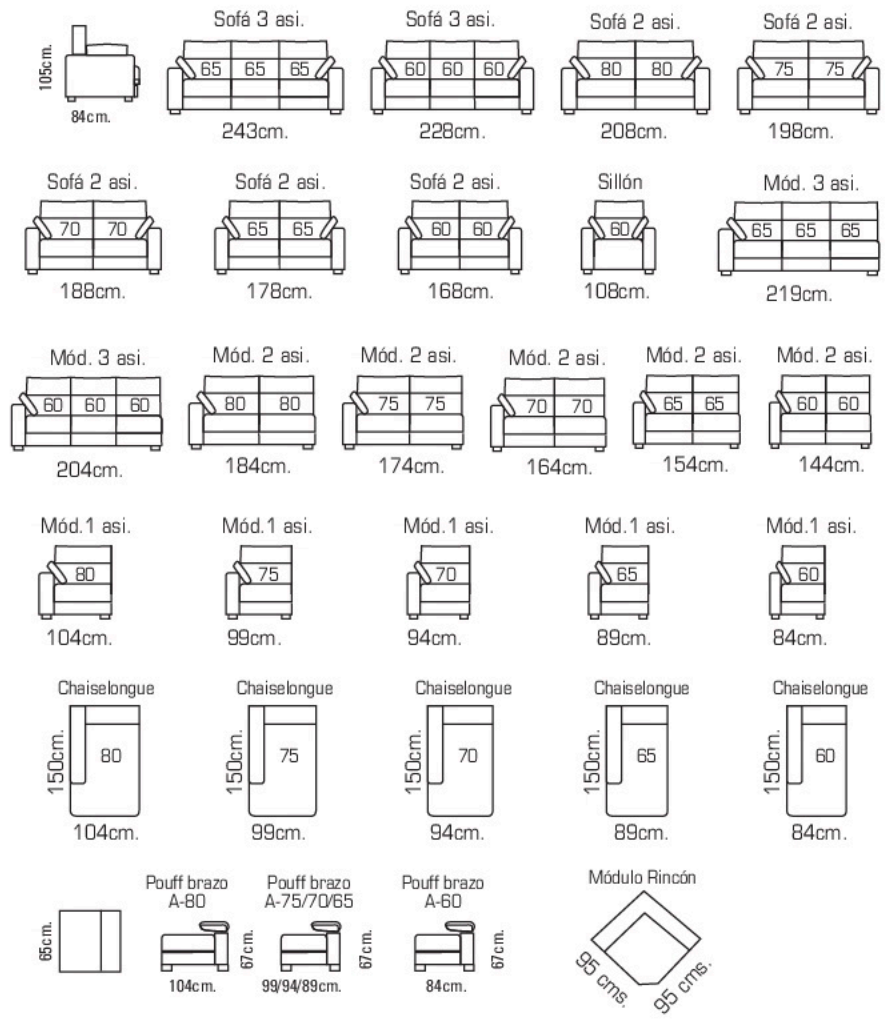 105cm.
84cm.
Sofá 3 asi.
65 65 65
243cm.
Sofá 3 asi.
60 60 60
228cm.
Sofá 2 asi.
80 80
208cm.
Sofá 2 asi.
75 75
198cm.
Sofá 2 asi.
70 70
188cm.
Sofá 2 asi.
65 65
178cm.
Sofá 2 asi.
60 60
168cm.
Sillón
60
108cm.
Mód. 3 asi.
65 65 65
219cm.
Mód. 3 asi.
60 60 60
204cm.
Mód. 2 asi.
80 80
184cm.
Mód. 2 asi.
75 75
174cm.
Mód. 2 asi.
70 70
164cm.
Mód. 2 asi.
65 65
154cm.
Mód. 2 asi.
60 60
144cm.
Mód.1 asi.
80
104cm.
Mód.1 asi.
75
99cm.
Mód.1 asi.
70
94cm.
Mód.1 asi.
65
89cm.
Mód.1 asi.
60
84cm.
Chaiselongue
150cm.
80
104cm.
Chaiselongue
150cm.
75
99cm.
Chaiselongue
150cm.
70
94cm.
Chaiselongue
150cm.
65
89cm.
Chaiselongue
150cm.
60
84cm.
65cm.
Pouff brazo
A-80
67cm.
104cm.
Pouff brazo
A-75/70/65
67cm.
99/94/89cm.
Pouff brazo
A-60
67cm.
84cm.
Módulo Rincón
95 cms.
95 cms.